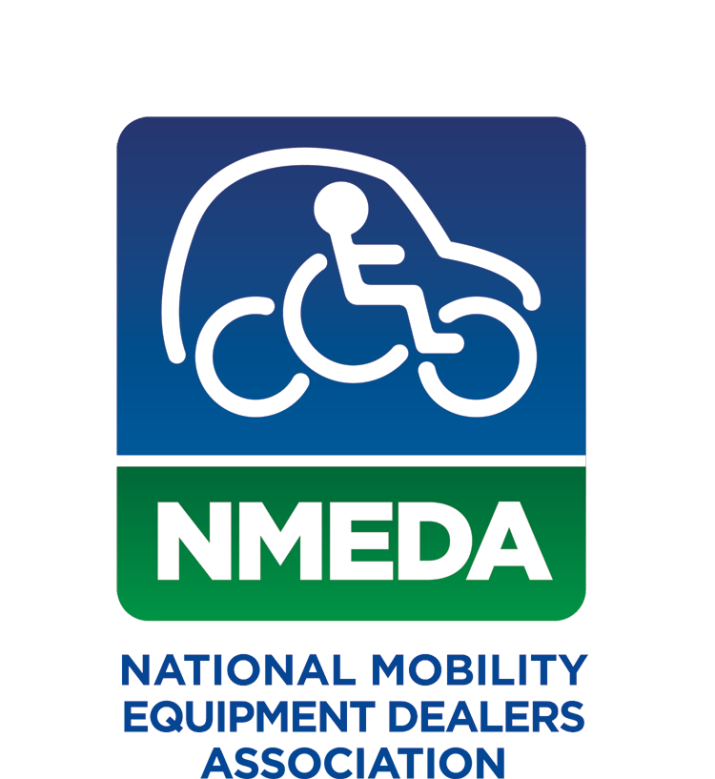 NMEDA
NATIONAL MOBILITY
EQUIPMENT DEALERS
ASSOCIATION